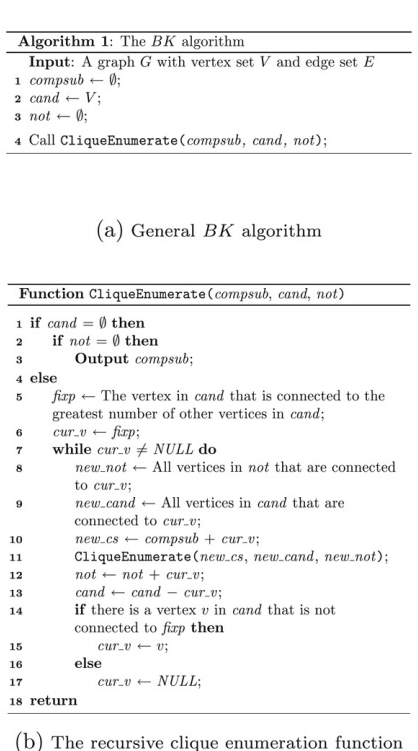 Algorithm 1: The BK algorithm
Input: A graph G with vertex set V and edge set E
1 compsub ← ∅;
2 cand ← V;
3 not ← ∅;
4 Call CliqueEnumerate(compsub, cand, not);
(a) General BK algorithm
Function CliqueEnumerate(compsub, cand, not)
1 if cand = ∅ then
2 if not = ∅ then
3 Output compsub;
4 else
5 fixp ← The vertex in cand that is connected to the
greatest number of other vertices in cand;
6 cur_v ← fixp;
7 while cur_v ≠ NULL do
8 new_not ← All vertices in not that are connected
to cur_v;
9 new_cand ← All vertices in cand that are
connected to cur_v;
10 new_cs ← compsub + cur_v;
11 CliqueEnumerate(new_cs, new_cand, new_not);
12 not ← not + cur_v;
13 cand ← cand − cur_v;
14 if there is a vertex v in cand that is not
connected to fixp then
15 cur_v ← v;
16 else
17 cur_v ← NULL;
18 return
(b) The recursive clique enumeration function